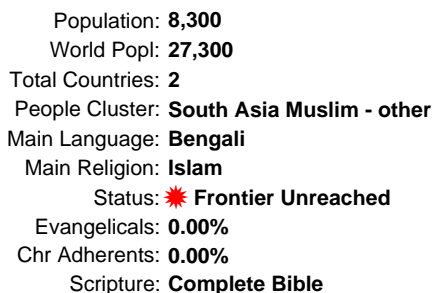 Population: 8,300
World Popl: 27,300
Total Countries: 2
People Cluster: South Asia Muslim - other
Main Language: Bengali
Main Religion: Islam
Status: Frontier Unreached
Evangelicals: 0.00%
Chr Adherents: 0.00%
Scripture: Complete Bible